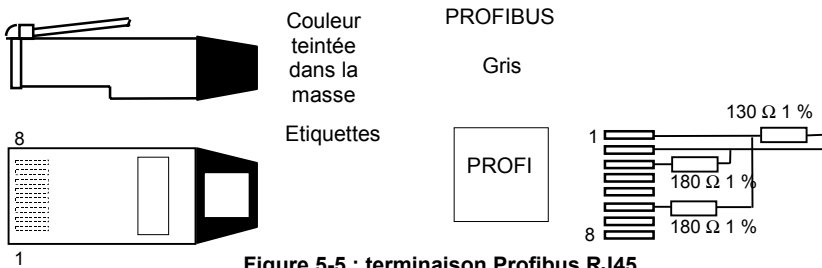 Couleur
teintée
dans la
masse
PROFIBUS
Gris
Etiquettes
PROFI
8
1
1
8
130 Ω 1 %
180 Ω 1 %
180 Ω 1 %
Figure 5-5 : terminaison Profibus RJ45